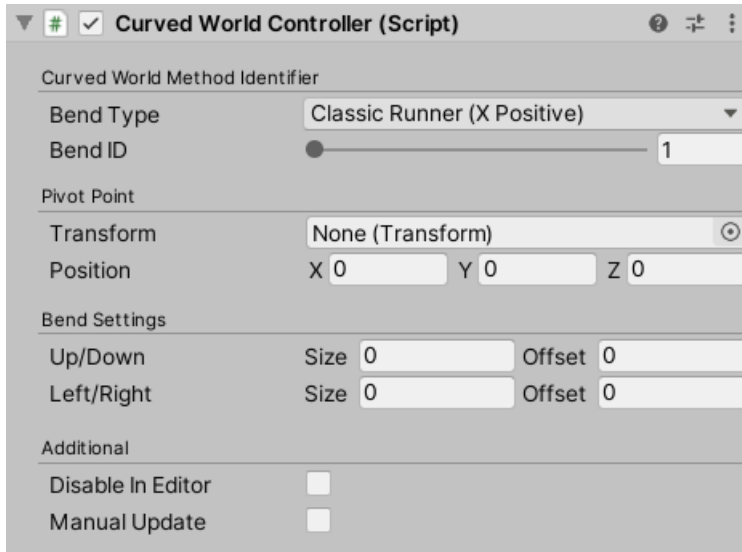 # Curved World Controller (Script)
Curved World Method Identifier
Bend Type Classic Runner (X Positive)
Bend ID 1
Pivot Point
Transform None (Transform)
Position X 0 Y 0 Z 0
Bend Settings
Up/Down Size 0 Offset 0
Left/Right Size 0 Offset 0
Additional
Disable In Editor
Manual Update